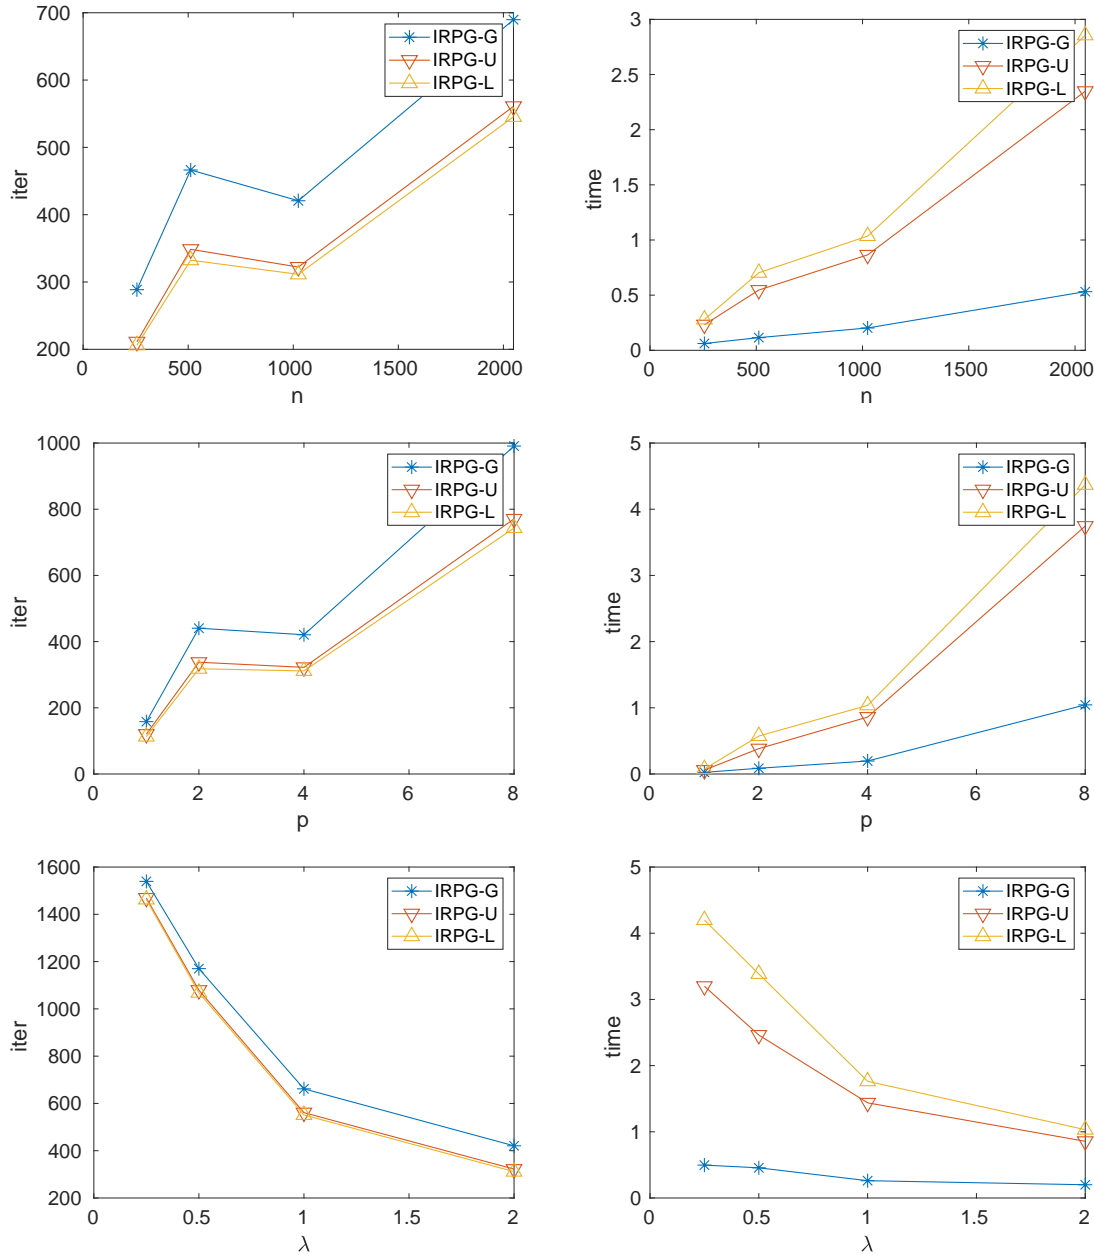 700
600
500
400
300
200
0
500
1000
1500
2000
n
iter
IRPG-G
IRPG-U
IRPG-L
3
2.5
2
1.5
1
0.5
0
0
500
1000
1500
2000
n
time
IRPG-G
IRPG-U
IRPG-L
1000
800
600
400
200
0
0
2
4
6
8
p
iter
IRPG-G
IRPG-U
IRPG-L
5
4
3
2
1
0
0
2
4
6
8
p
time
IRPG-G
IRPG-U
IRPG-L
1600
1400
1200
1000
800
600
400
200
0
0.5
1
1.5
2
λ
iter
IRPG-G
IRPG-U
IRPG-L
5
4
3
2
1
0
0
0.5
1
1.5
2
λ
time
IRPG-G
IRPG-U
IRPG-L